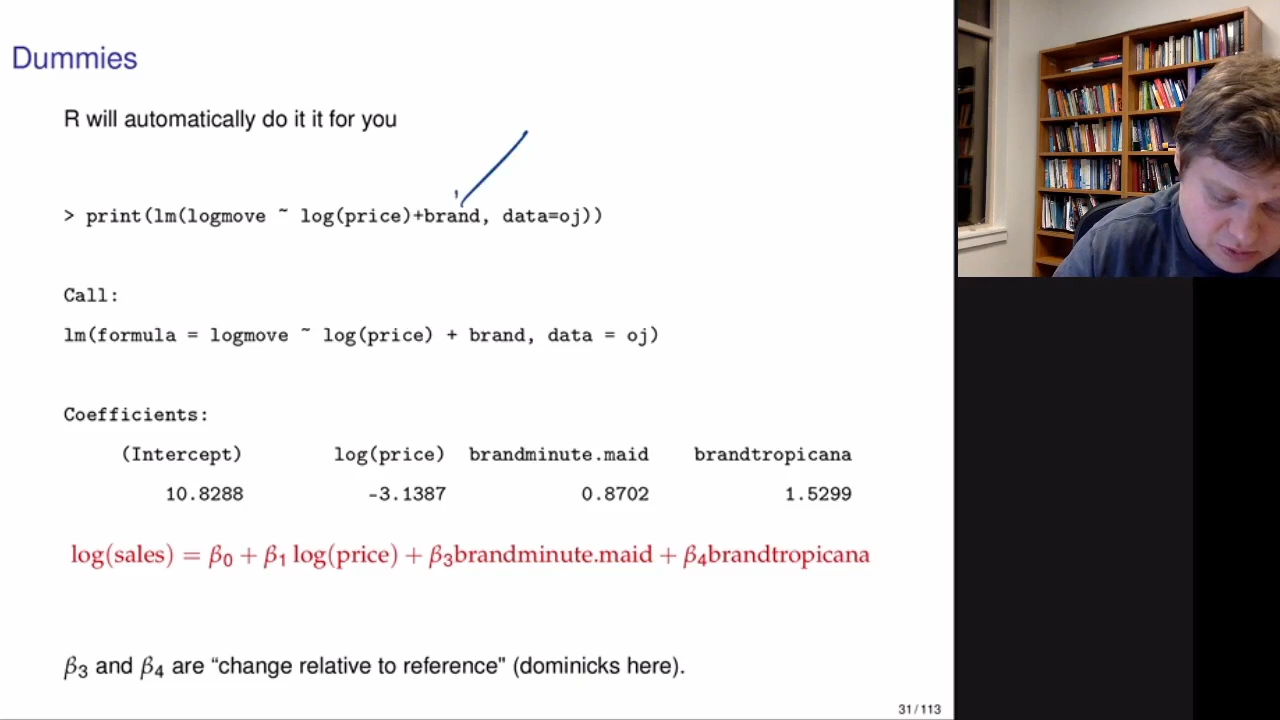 Dummies
R will automatically do it it for you
> print(lm(logmove ~ log(price)+brand, data=oj))
Call:
lm(formula = logmove ~ log(price) + brand, data = oj)
Coefficients:
(Intercept) log(price) brandminute.maid brandtropicana
10.8288 -3.1387 0.8702 1.5299
log(sales) = β₀ + β₁ log(price) + β₃brandminute.maid + β₄brandtropicana
β₃ and β₄ are “change relative to reference" (dominicks here).
31 / 113